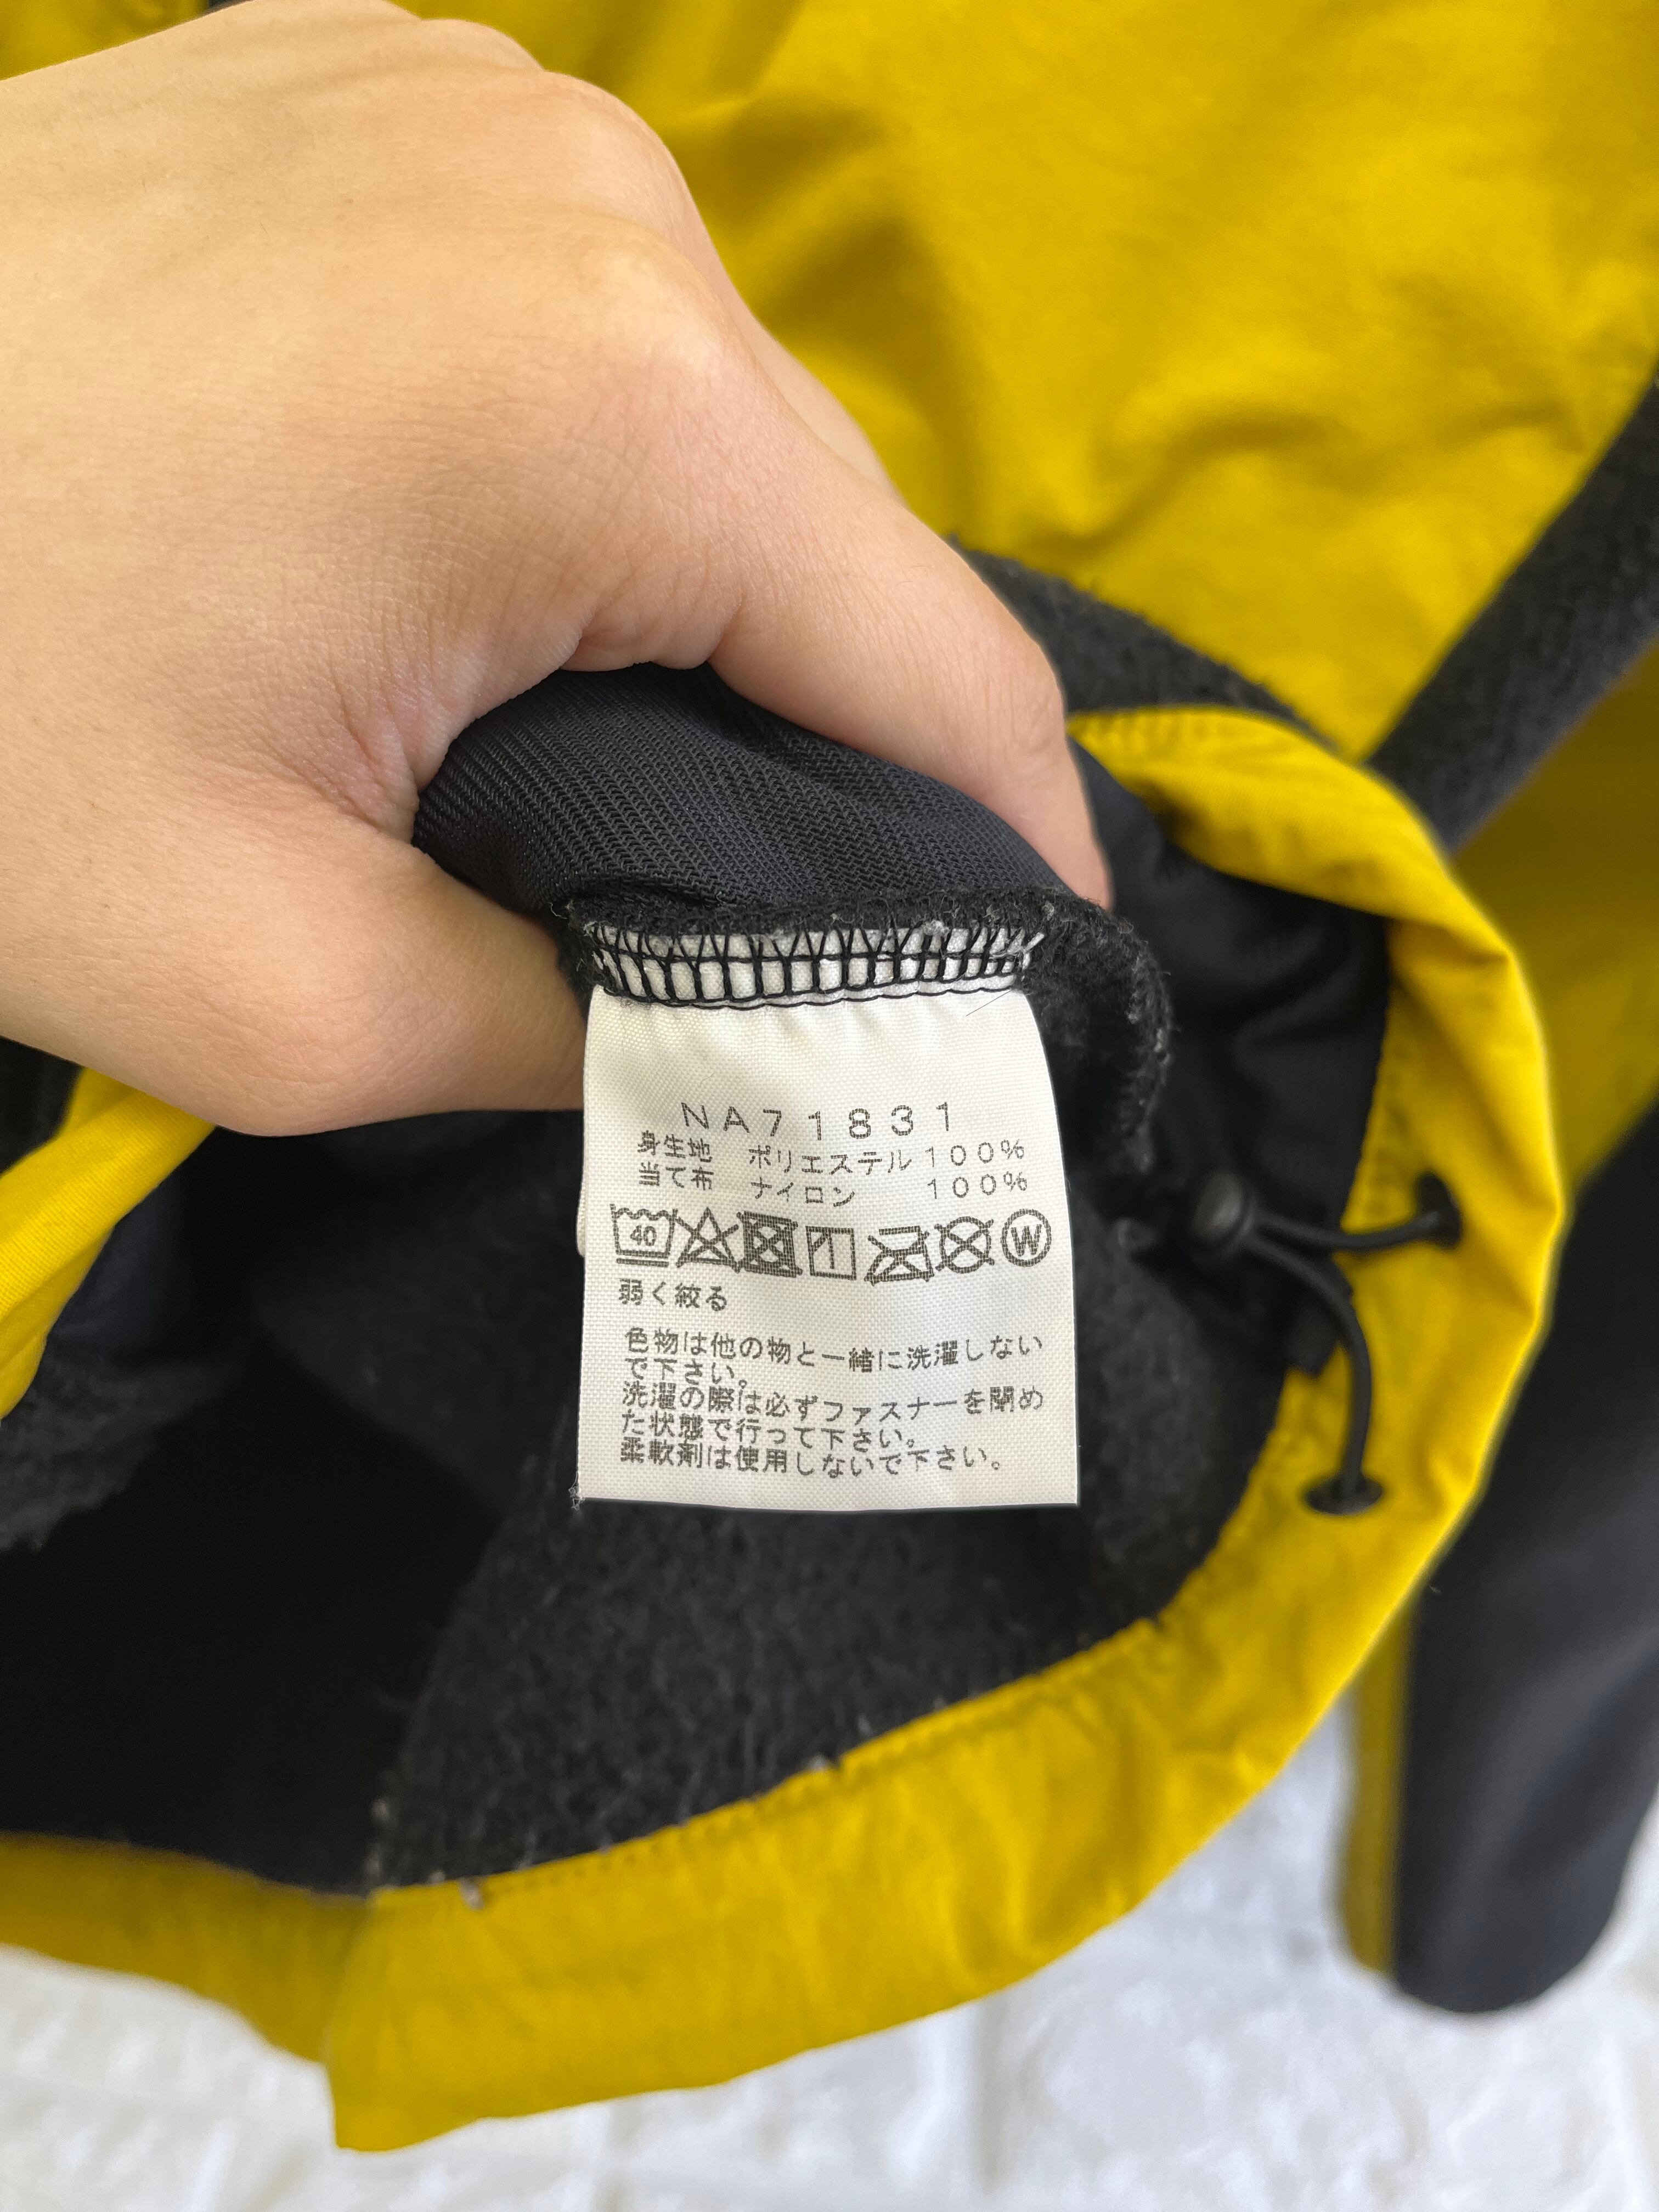 NA71831
身生地 ポリエステル 100%
当て布 ナイロン 100%
40 W
弱く絞る
色物は他の物と一緒に洗濯しない
で下さい。
洗濯の際は必ずファスナーを閉め
た状態で行って下さい。
柔軟剤は使用しないで下さい。